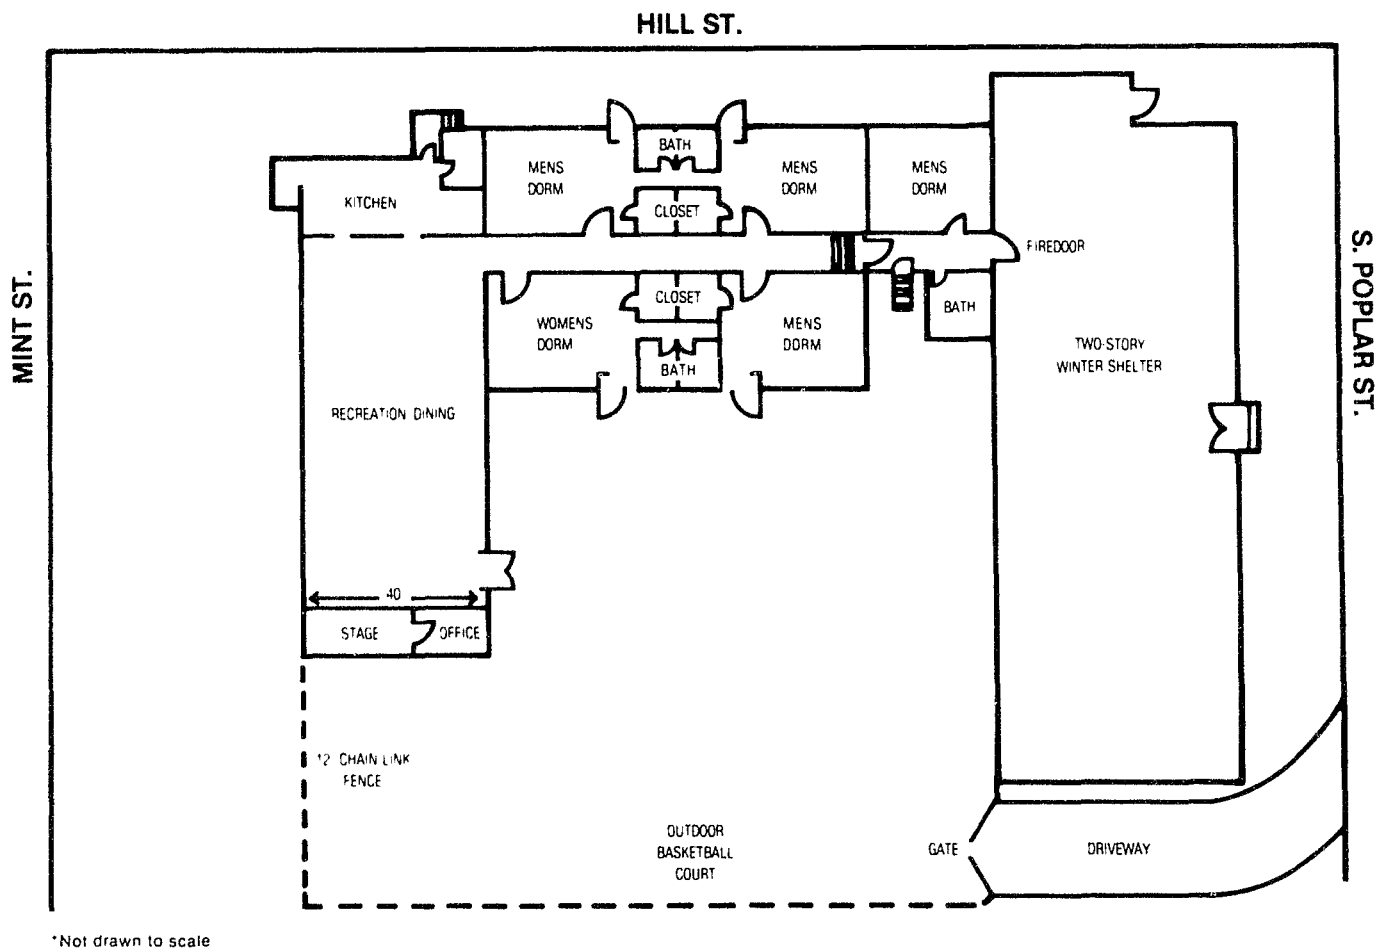 HILL ST.
MINT ST.
S. POPLAR ST.
BATH
MENS
DORM
MENS
DORM
MENS
DORM
KITCHEN
CLOSET
FIREDOOR
CLOSET
BATH
WOMENS
DORM
MENS
DORM
TWO-STORY
WINTER SHELTER
BATH
RECREATION DINING
40
STAGE
OFFICE
12 CHAIN LINK
FENCE
OUTDOOR
BASKETBALL
COURT
GATE
DRIVEWAY
*Not drawn to scale